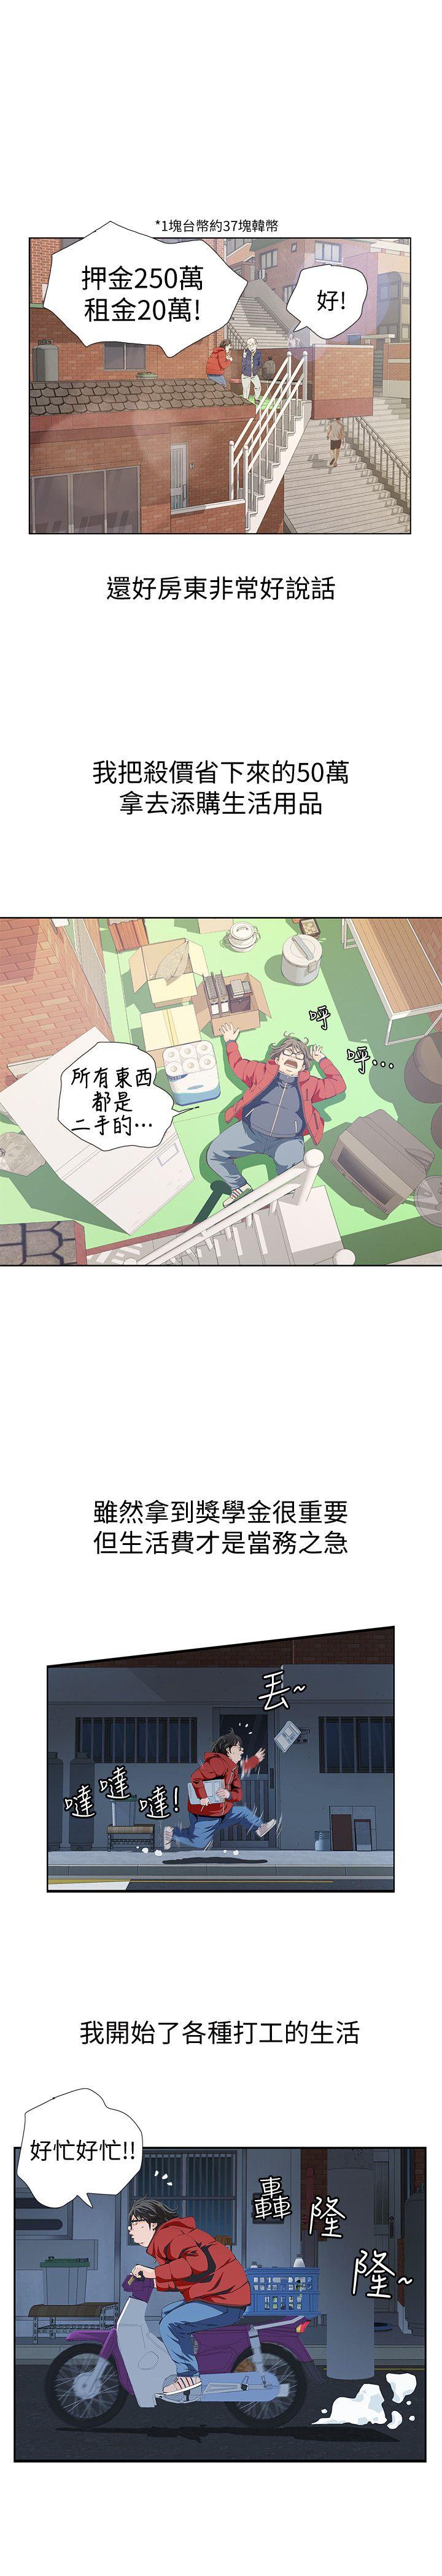 *1塊台幣約37塊韓幣
押金250萬
租金20萬!
好!
還好房東非常好說話
我把殺價省下來的50萬
拿去添購生活用品
呼
呼...
所有東西
都是
二手的...
雖然拿到獎學金很重要
但生活費才是當務之急
丟~
噠噠噠!
我開始了各種打工的生活
好忙好忙!!
轟隆隆~